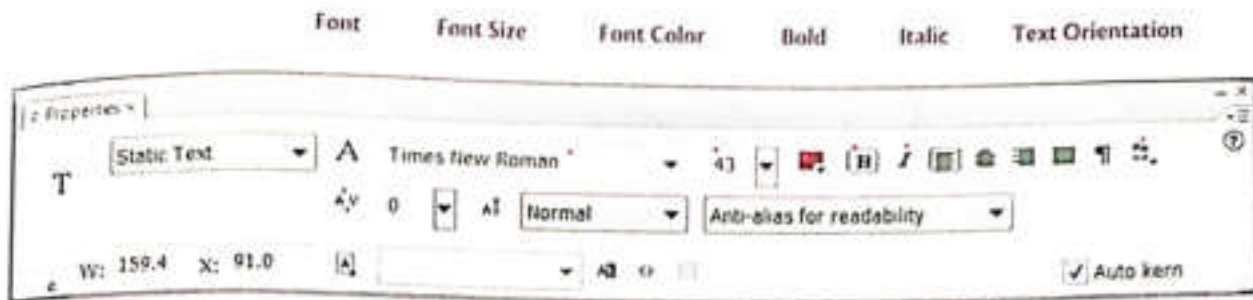 Font Font Size Font Color Bold Italic Text Orientation
Properties
Static Text A Times New Roman 43 B I ¶
T
A V 0 AI Normal Anti-alias for readability
W: 159.4 X: 91.0 A Auto kern